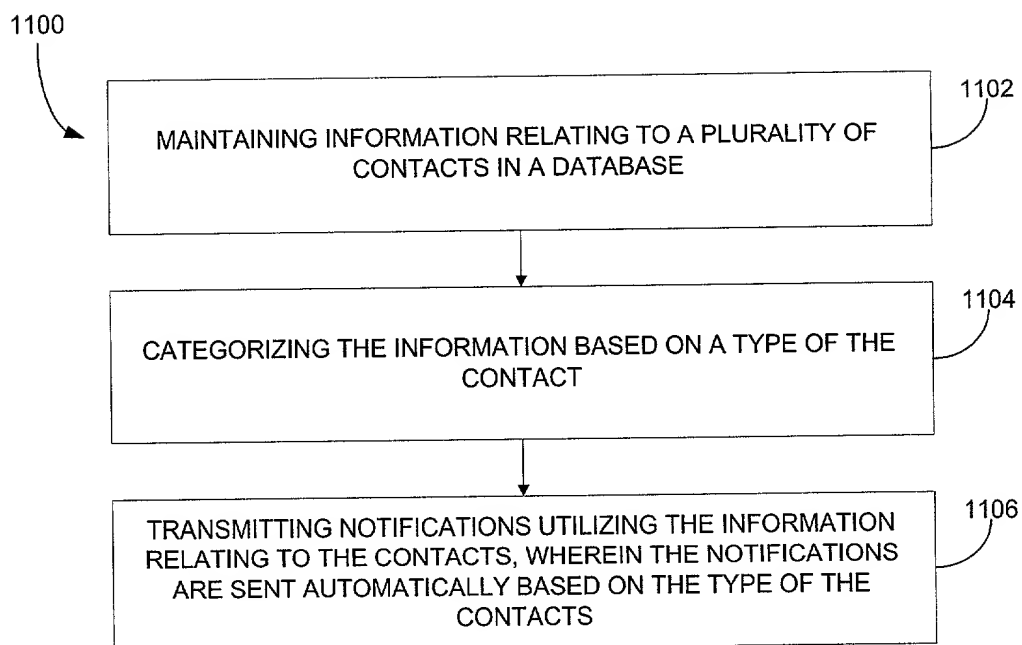 1100
1102
MAINTAINING INFORMATION RELATING TO A PLURALITY OF
CONTACTS IN A DATABASE
1104
CATEGORIZING THE INFORMATION BASED ON A TYPE OF THE
CONTACT
1106
TRANSMITTING NOTIFICATIONS UTILIZING THE INFORMATION
RELATING TO THE CONTACTS, WHEREIN THE NOTIFICATIONS
ARE SENT AUTOMATICALLY BASED ON THE TYPE OF THE
CONTACTS